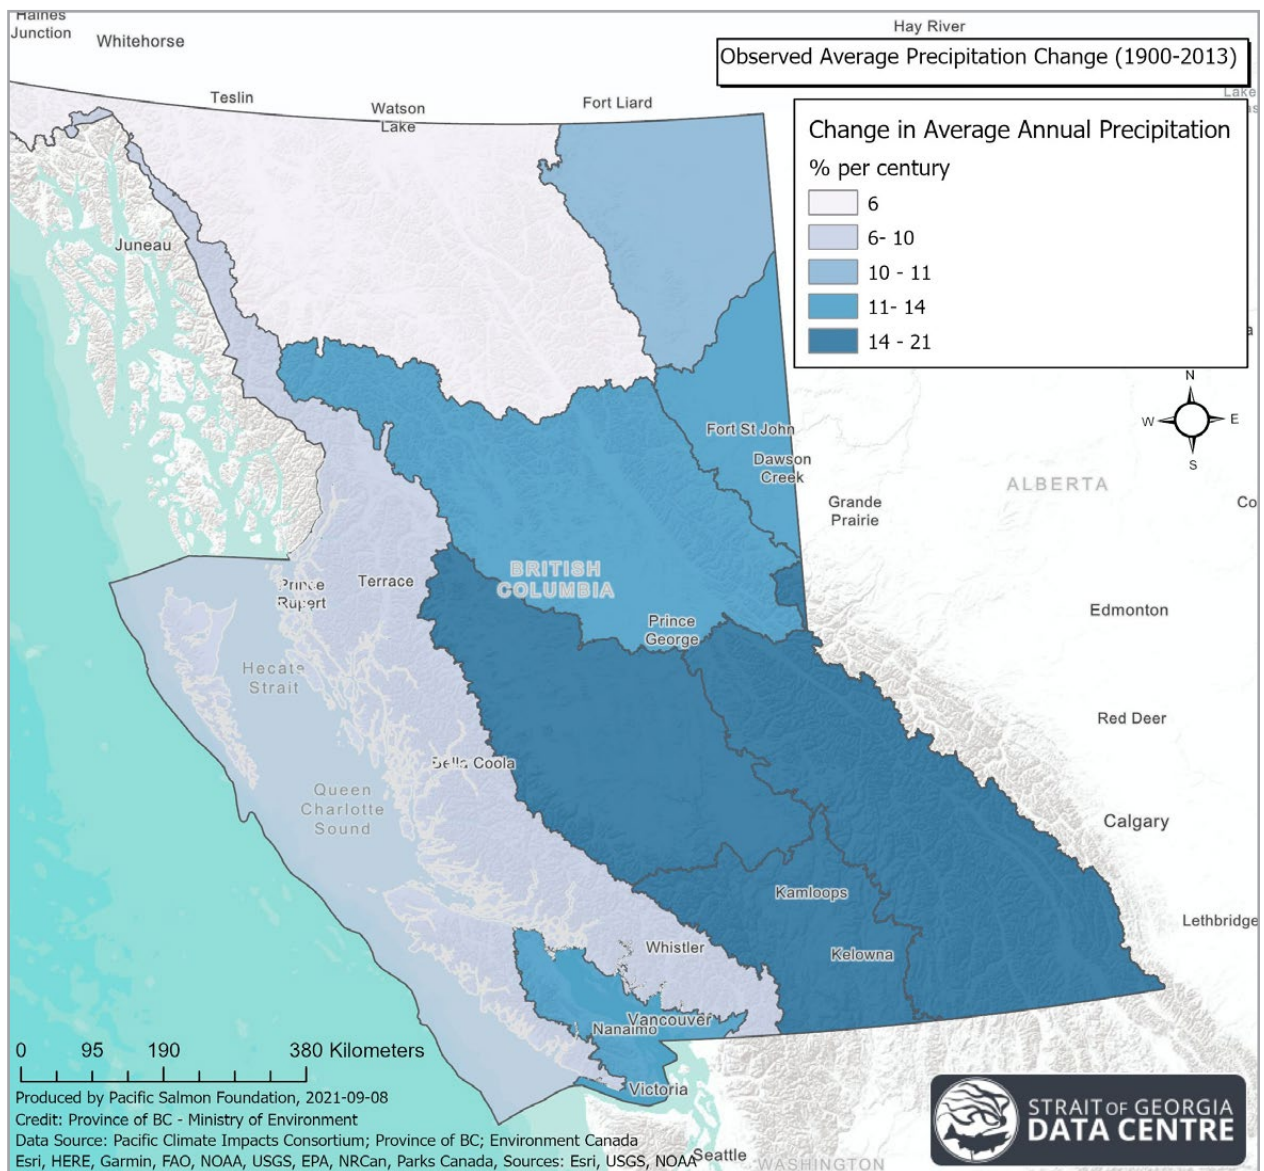 Haines
Junction
Whitehorse
Hay River
Observed Average Precipitation Change (1900-2013)
Teslin
Watson
Lake
Fort Liard
Lake
Change in Average Annual Precipitation
% per century
6
6- 10
10 - 11
11- 14
14 - 21
Juneau
N
W
E
S
Fort St John
Dawson
Creek
Grande
Prairie
ALBERTA
Co
BRITISH
COLUMBIA
Prince
Rupert
Terrace
Prince
George
Edmonton
Hecate
Strait
Red Deer
Bella Coola
Queen
Charlotte
Sound
Calgary
Kamloops
Lethbridge
Whistler
Kelowna
Vancouver
Nanaimo
Victoria
0 95 190 380 Kilometers
Produced by Pacific Salmon Foundation, 2021-09-08
Credit: Province of BC - Ministry of Environment
Data Source: Pacific Climate Impacts Consortium; Province of BC; Environment Canada
Esri, HERE, Garmin, FAO, NOAA, USGS, EPA, NRCan, Parks Canada, Sources: Esri, USGS, NOAA
Seattle
WASHINGTON
STRAIT OF GEORGIA
DATA CENTRE